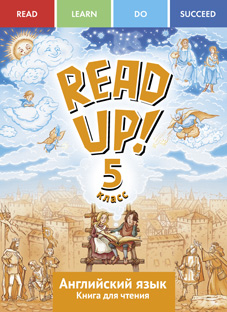 READ LEARN DO SUCCEED
READ
UP!
5
класс
Английский язык
Книга для чтения